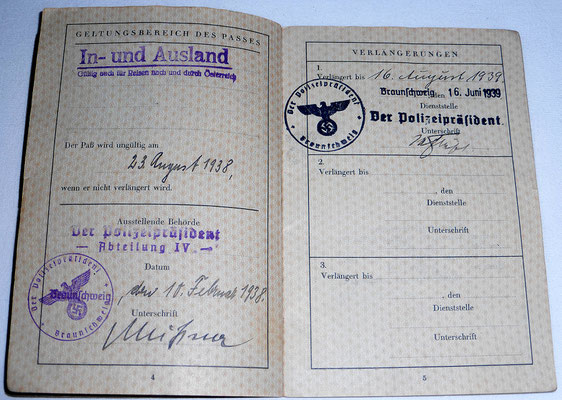 GELTUNGSBEREICH DES PASSES
In- und Ausland
Gültig auch für Reisen nach und durch Österreich
Der Paß wird ungültig am
23. August 1938,
wenn er nicht verlängert wird.
Ausstellende Behörde
Der Polizeipräsident
— Abteilung IV —
Datum
, den 10. Februar 1938.
Der Polizeipräsident
Braunschweig
Braunschweig
Unterschrift
4
VERLÄNGERUNGEN
1.
Verlängert bis 16. August 1939
Braunschweig, den 16. Juni 1939
Dienststelle
Der Polizeipräsident.
Unterschrift
Der Polizeipräsident
Braunschweig
2.
Verlängert bis
, den
Dienststelle
Unterschrift
3.
Verlängert bis
, den
Dienststelle
Unterschrift
5